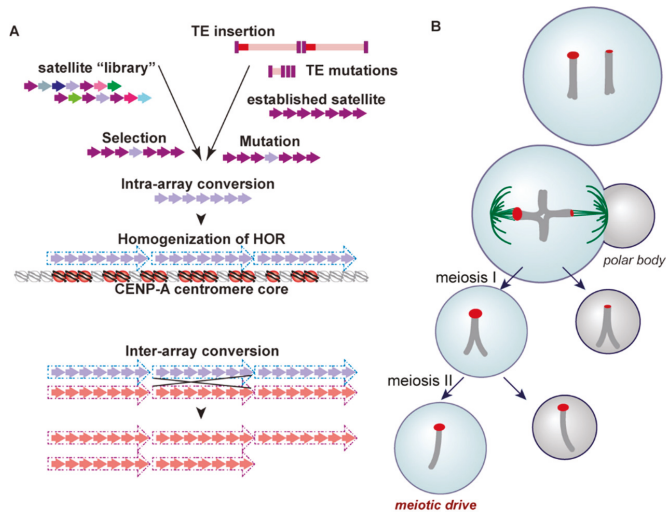 A
TE insertion
satellite “library”
TE mutations
established satellite
Selection
Mutation
Intra-array conversion
Homogenization of HOR
CENP-A centromere core
Inter-array conversion
B
polar body
meiosis I
meiosis II
meiotic drive